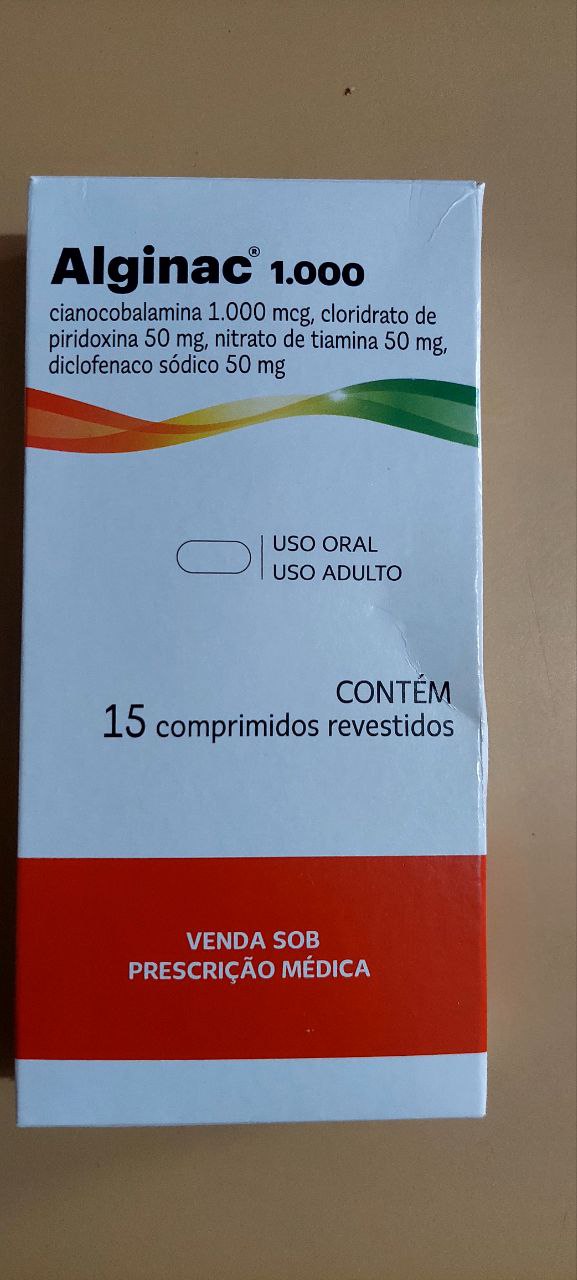 Alginac® 1.000
cianocobalamina 1.000 mcg, cloridrato de
piridoxina 50 mg, nitrato de tiamina 50 mg,
diclofenaco sódico 50 mg
USO ORAL
USO ADULTO
CONTÉM
15 comprimidos revestidos
VENDA SOB
PRESCRIÇÃO MÉDICA